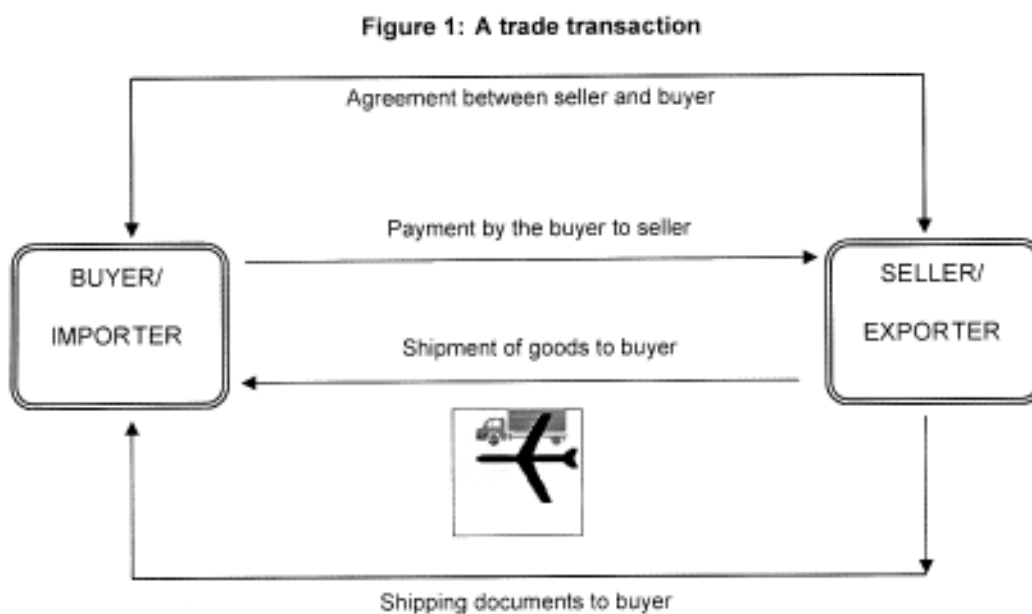 Figure 1: A trade transaction
Agreement between seller and buyer
Payment by the buyer to seller
BUYER/
IMPORTER
SELLER/
EXPORTER
Shipment of goods to buyer
Shipping documents to buyer